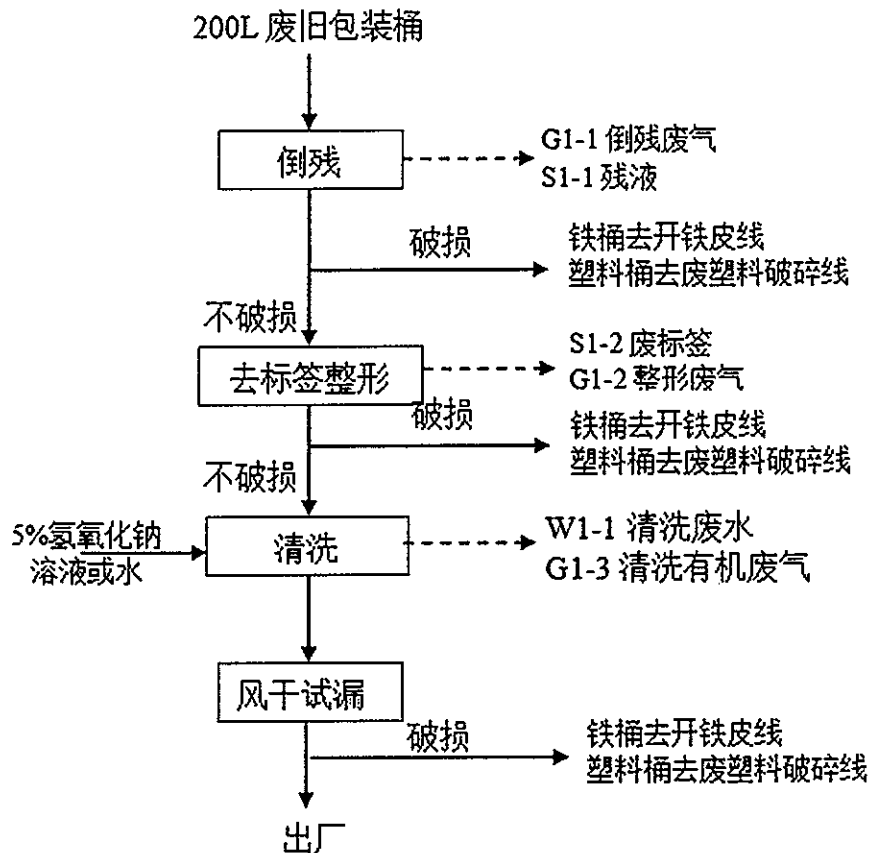 200L 废旧包装桶
倒残
G1-1 倒残废气
S1-1 残液
破损
铁桶去开铁皮线
塑料桶去废塑料破碎线
不破损
去标签整形
S1-2 废标签
G1-2 整形废气
破损
铁桶去开铁皮线
塑料桶去废塑料破碎线
不破损
5%氢氧化钠
溶液或水
清洗
W1-1 清洗废水
G1-3 清洗有机废气
风干试漏
破损
铁桶去开铁皮线
塑料桶去废塑料破碎线
出厂